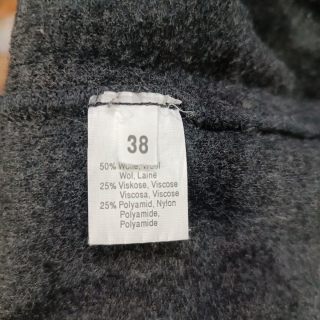 38
50% Wolle, Wool
Wol, Laine
25% Viskose, Viscose
Viscosa, Viscose
25% Polyamid, Nylon
Polyamide,
Polyamide